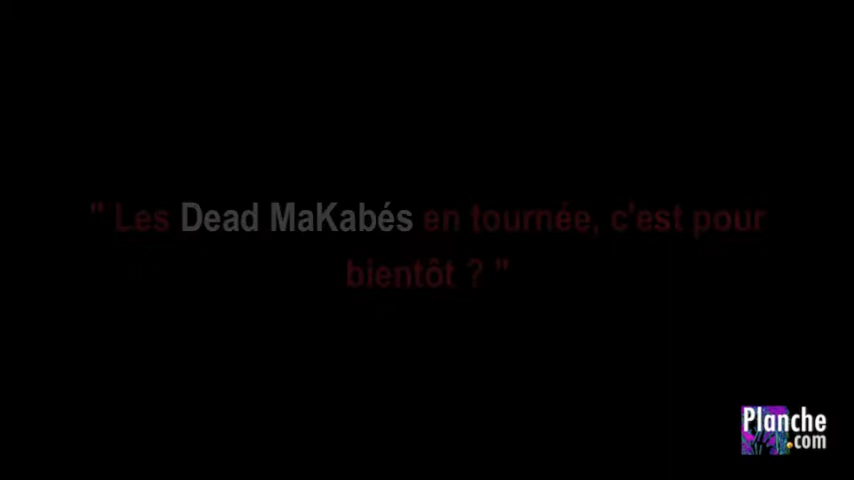 " Les Dead MaKabés en tournée, c'est pour
bientôt ? "
Planche
.com